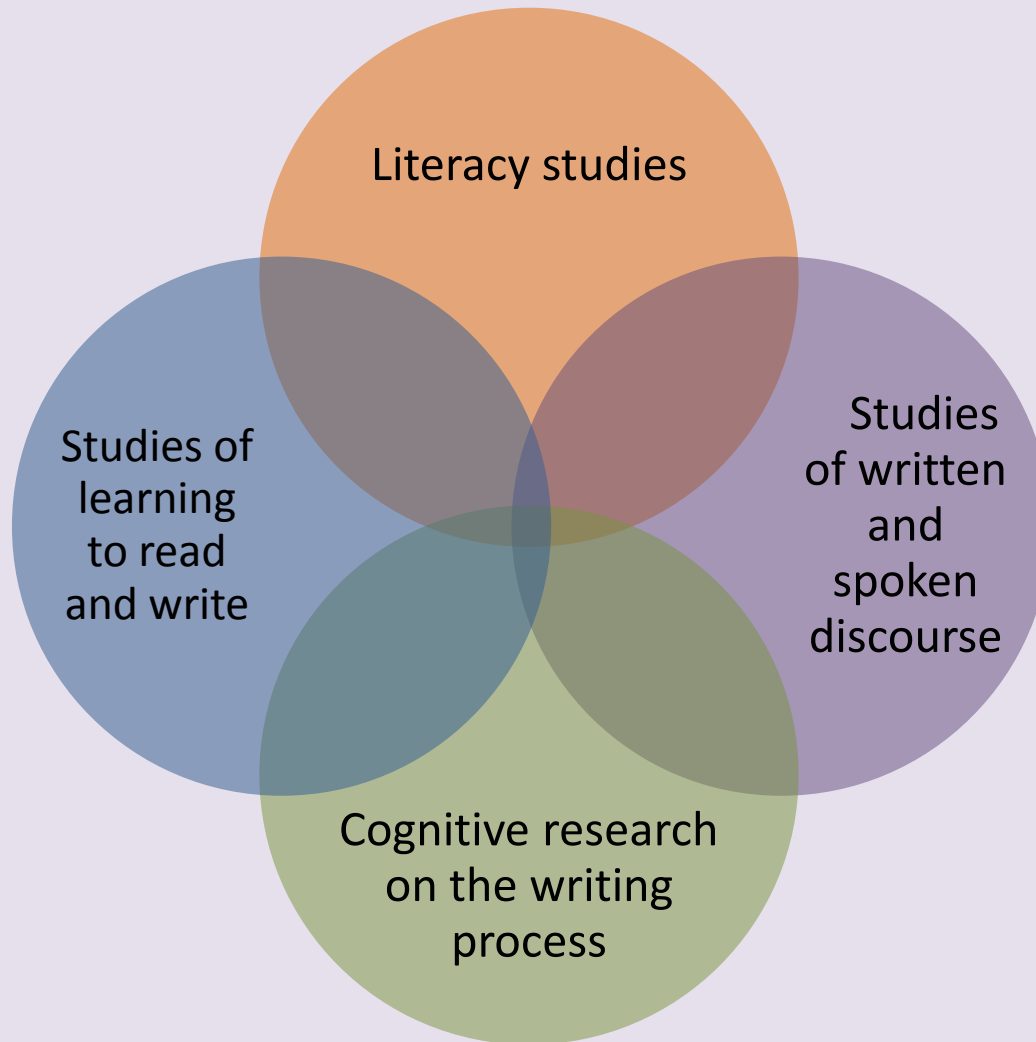 Literacy studies
Studies of
learning
to read
and write
Studies
of written
and
spoken
discourse
Cognitive research
on the writing
process